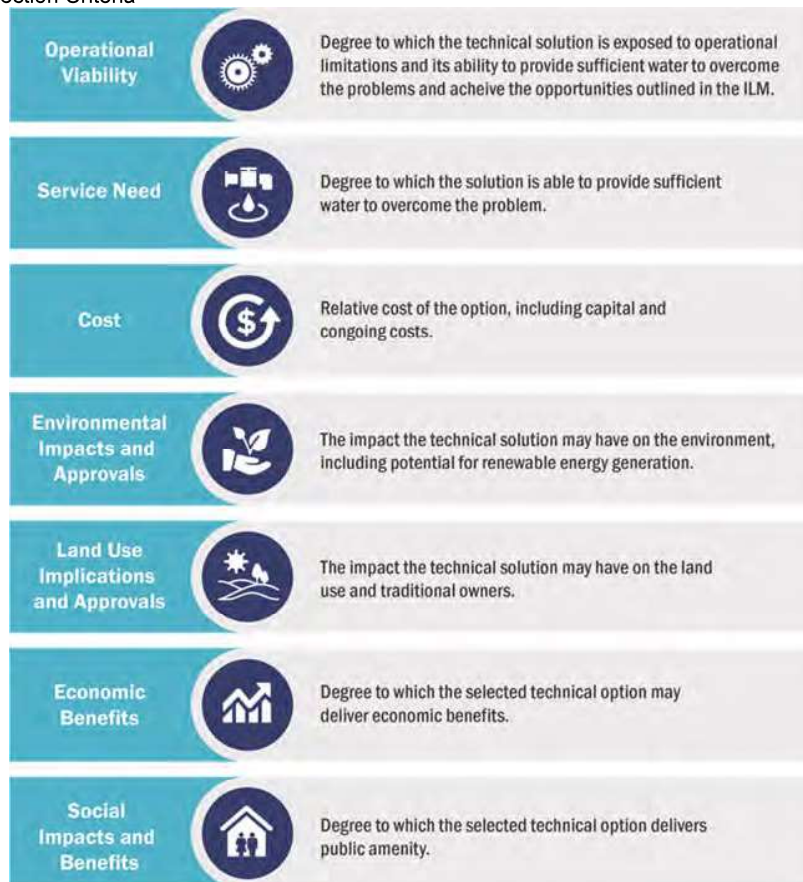 Operational
Viability
Degree to which the technical solution is exposed to operational
limitations and its ability to provide sufficient water to overcome
the problems and acheive the opportunities outlined in the ILM.
Service Need
Degree to which the solution is able to provide sufficient
water to overcome the problem.
Cost
Relative cost of the option, including capital and
congoing costs.
Environmental
Impacts and
Approvals
The impact the technical solution may have on the environment,
including potential for renewable energy generation.
Land Use
Implications
and Approvals
The impact the technical solution may have on the land
use and traditional owners.
Economic
Benefits
Degree to which the selected technical option may
deliver economic benefits.
Social
Impacts and
Benefits
Degree to which the selected technical option delivers
public amenity.